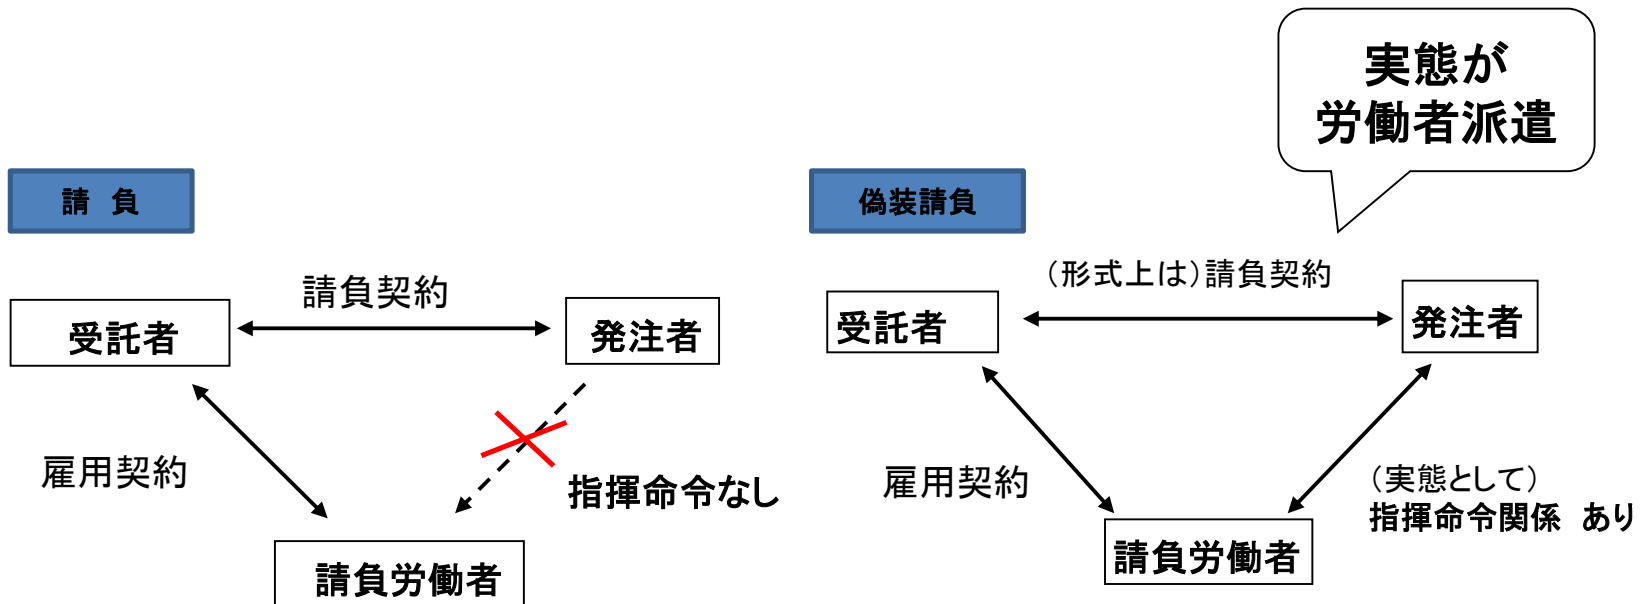 請　負
請負契約
受託者
発注者
雇用契約
指揮命令なし
請負労働者
実態が
労働者派遣
偽装請負
（形式上は）請負契約
受託者
発注者
雇用契約
（実態として）
指揮命令関係　あり
請負労働者